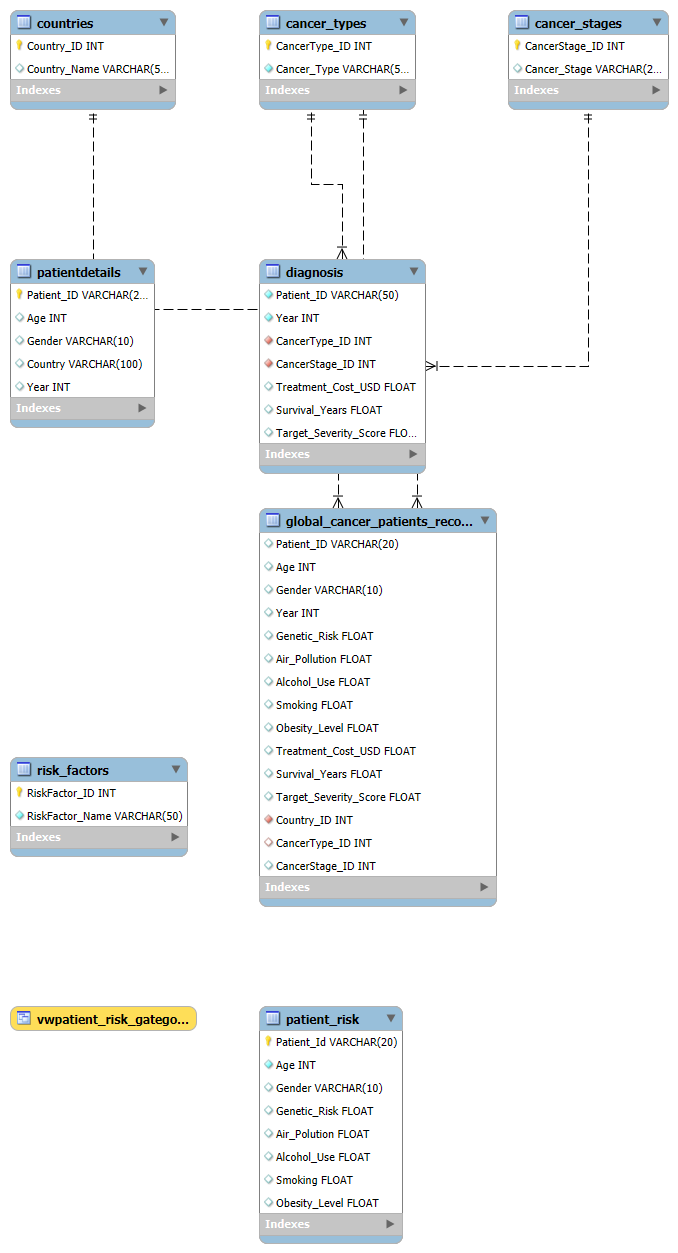 countries
Country_ID INT
Country_Name VARCHAR(5...
Indexes
cancer_types
CancerType_ID INT
Cancer_Type VARCHAR(5...
Indexes
cancer_stages
CancerStage_ID INT
Cancer_Stage VARCHAR(2...
Indexes
patientdetails
Patient_ID VARCHAR(2...
Age INT
Gender VARCHAR(10)
Country VARCHAR(100)
Year INT
Indexes
diagnosis
Patient_ID VARCHAR(50)
Year INT
CancerType_ID INT
CancerStage_ID INT
Treatment_Cost_USD FLOAT
Survival_Years FLOAT
Target_Severity_Score FLO...
Indexes
global_cancer_patients_reco...
Patient_ID VARCHAR(20)
Age INT
Gender VARCHAR(10)
Year INT
Genetic_Risk FLOAT
Air_Pollution FLOAT
Alcohol_Use FLOAT
Smoking FLOAT
Obesity_Level FLOAT
Treatment_Cost_USD FLOAT
Survival_Years FLOAT
Target_Severity_Score FLOAT
Country_ID INT
CancerType_ID INT
CancerStage_ID INT
Indexes
risk_factors
RiskFactor_ID INT
RiskFactor_Name VARCHAR(50)
Indexes
vwpatient_risk_gatego...
patient_risk
Patient_Id VARCHAR(20)
Age INT
Gender VARCHAR(10)
Genetic_Risk FLOAT
Air_Polution FLOAT
Alcohol_Use FLOAT
Smoking FLOAT
Obesity_Level FLOAT
Indexes